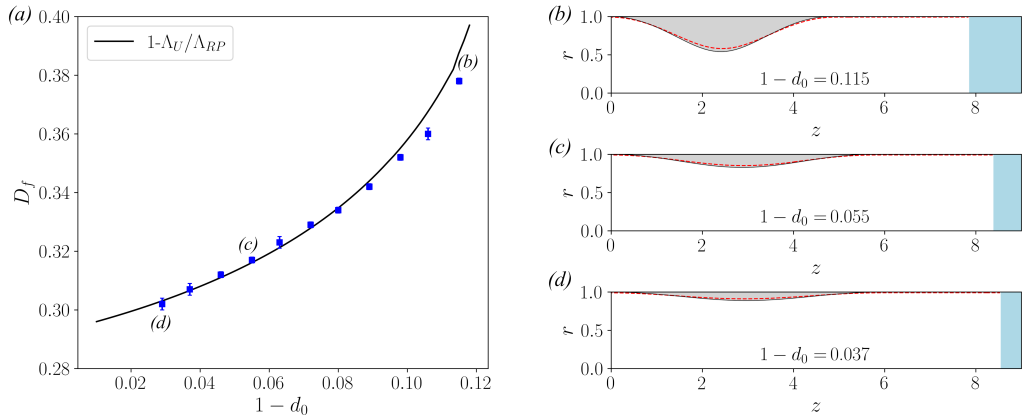 (a)
0.40
0.38
0.36
0.34
0.32
0.30
0.28
D_f
1-Λ_U/Λ_RP
(b)
(c)
(d)
0.02 0.04 0.06 0.08 0.10 0.12
1 − d_0
(b)
1.0
0.5
0.0
r
1 − d_0 = 0.115
0 2 4 6 8
z
(c)
1.0
0.5
0.0
r
1 − d_0 = 0.055
0 2 4 6 8
z
(d)
1.0
0.5
0.0
r
1 − d_0 = 0.037
0 2 4 6 8
z